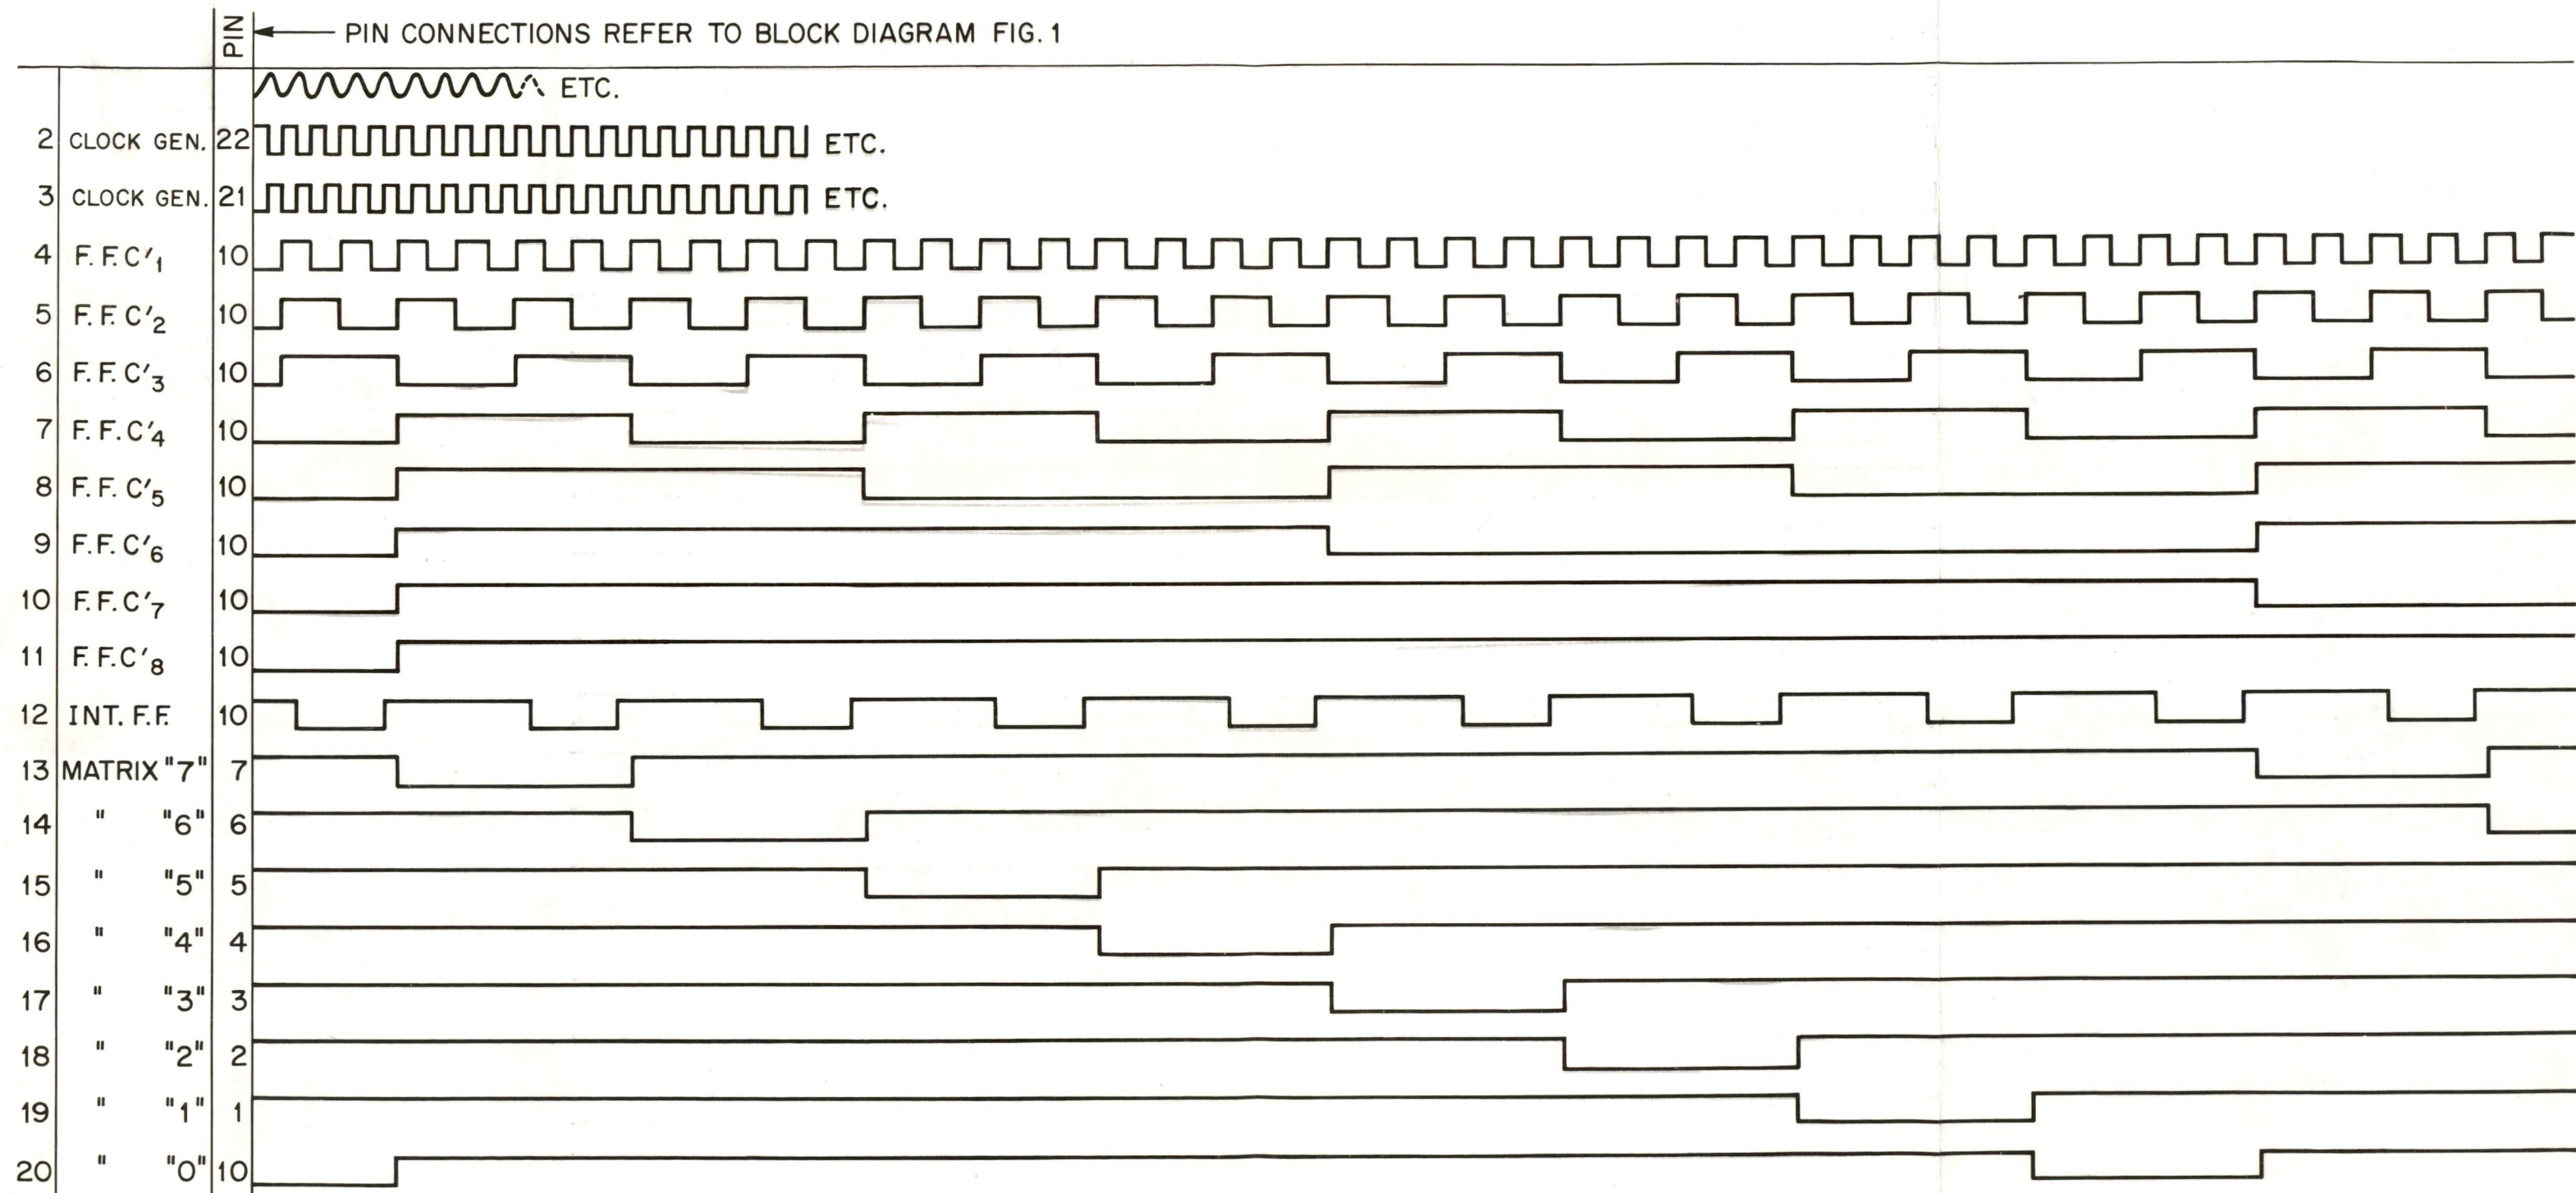 PIN ← PIN CONNECTIONS REFER TO BLOCK DIAGRAM FIG. 1
ETC.
2 CLOCK GEN. 22 ETC.
3 CLOCK GEN. 21 ETC.
4 F.F.C'1 10
5 F.F.C'2 10
6 F.F.C'3 10
7 F.F.C'4 10
8 F.F.C'5 10
9 F.F.C'6 10
10 F.F.C'7 10
11 F.F.C'8 10
12 INT. F.F. 10
13 MATRIX "7" 7
14 " "6" 6
15 " "5" 5
16 " "4" 4
17 " "3" 3
18 " "2" 2
19 " "1" 1
20 " "0" 10